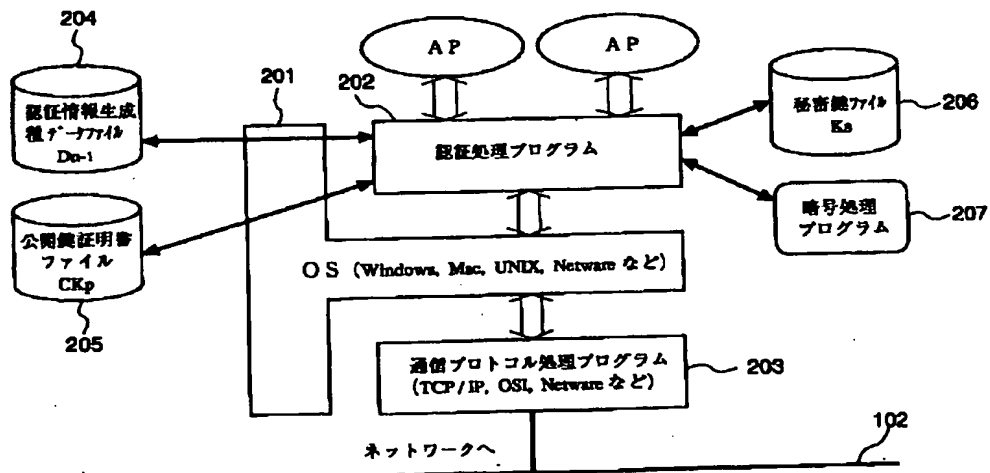 204
認証情報生成
種データファイル
Dn-1
201
202
AP
AP
認証処理プログラム
秘密鍵ファイル
Ks
206
暗号処理
プログラム
207
公開鍵証明書
ファイル
CKp
205
OS (Windows, Mac, UNIX, Netware など)
通信プロトコル処理プログラム
(TCP/IP, OSI, Netware など)
203
ネットワークへ
102